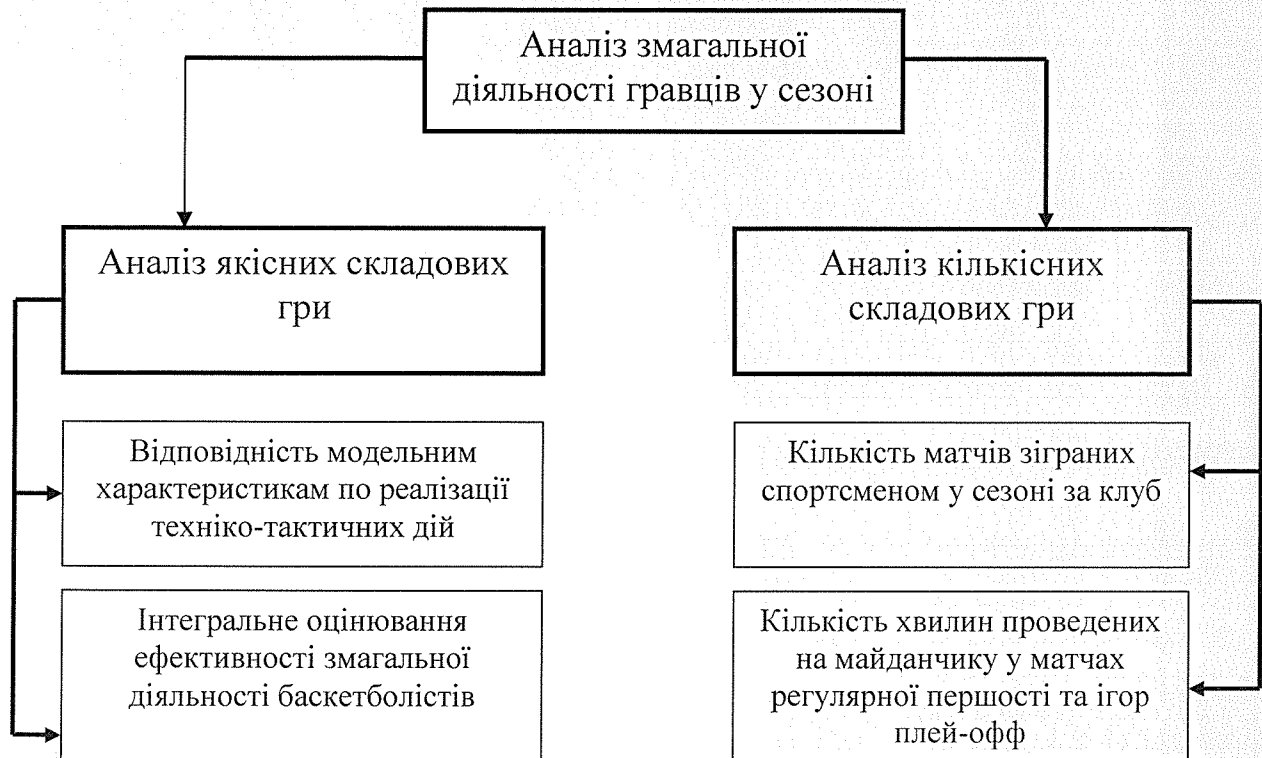 Аналіз змагальної
діяльності гравців у сезоні
Аналіз якісних складових
гри
Аналіз кількісних
складових гри
Відповідність модельним
характеристикам по реалізації
техніко-тактичних дій
Кількість матчів зіграних
спортсменом у сезоні за клуб
Інтегральне оцінювання
ефективності змагальної
діяльності баскетболістів
Кількість хвилин проведених
на майданчику у матчах
регулярної першості та ігор
плей-офф